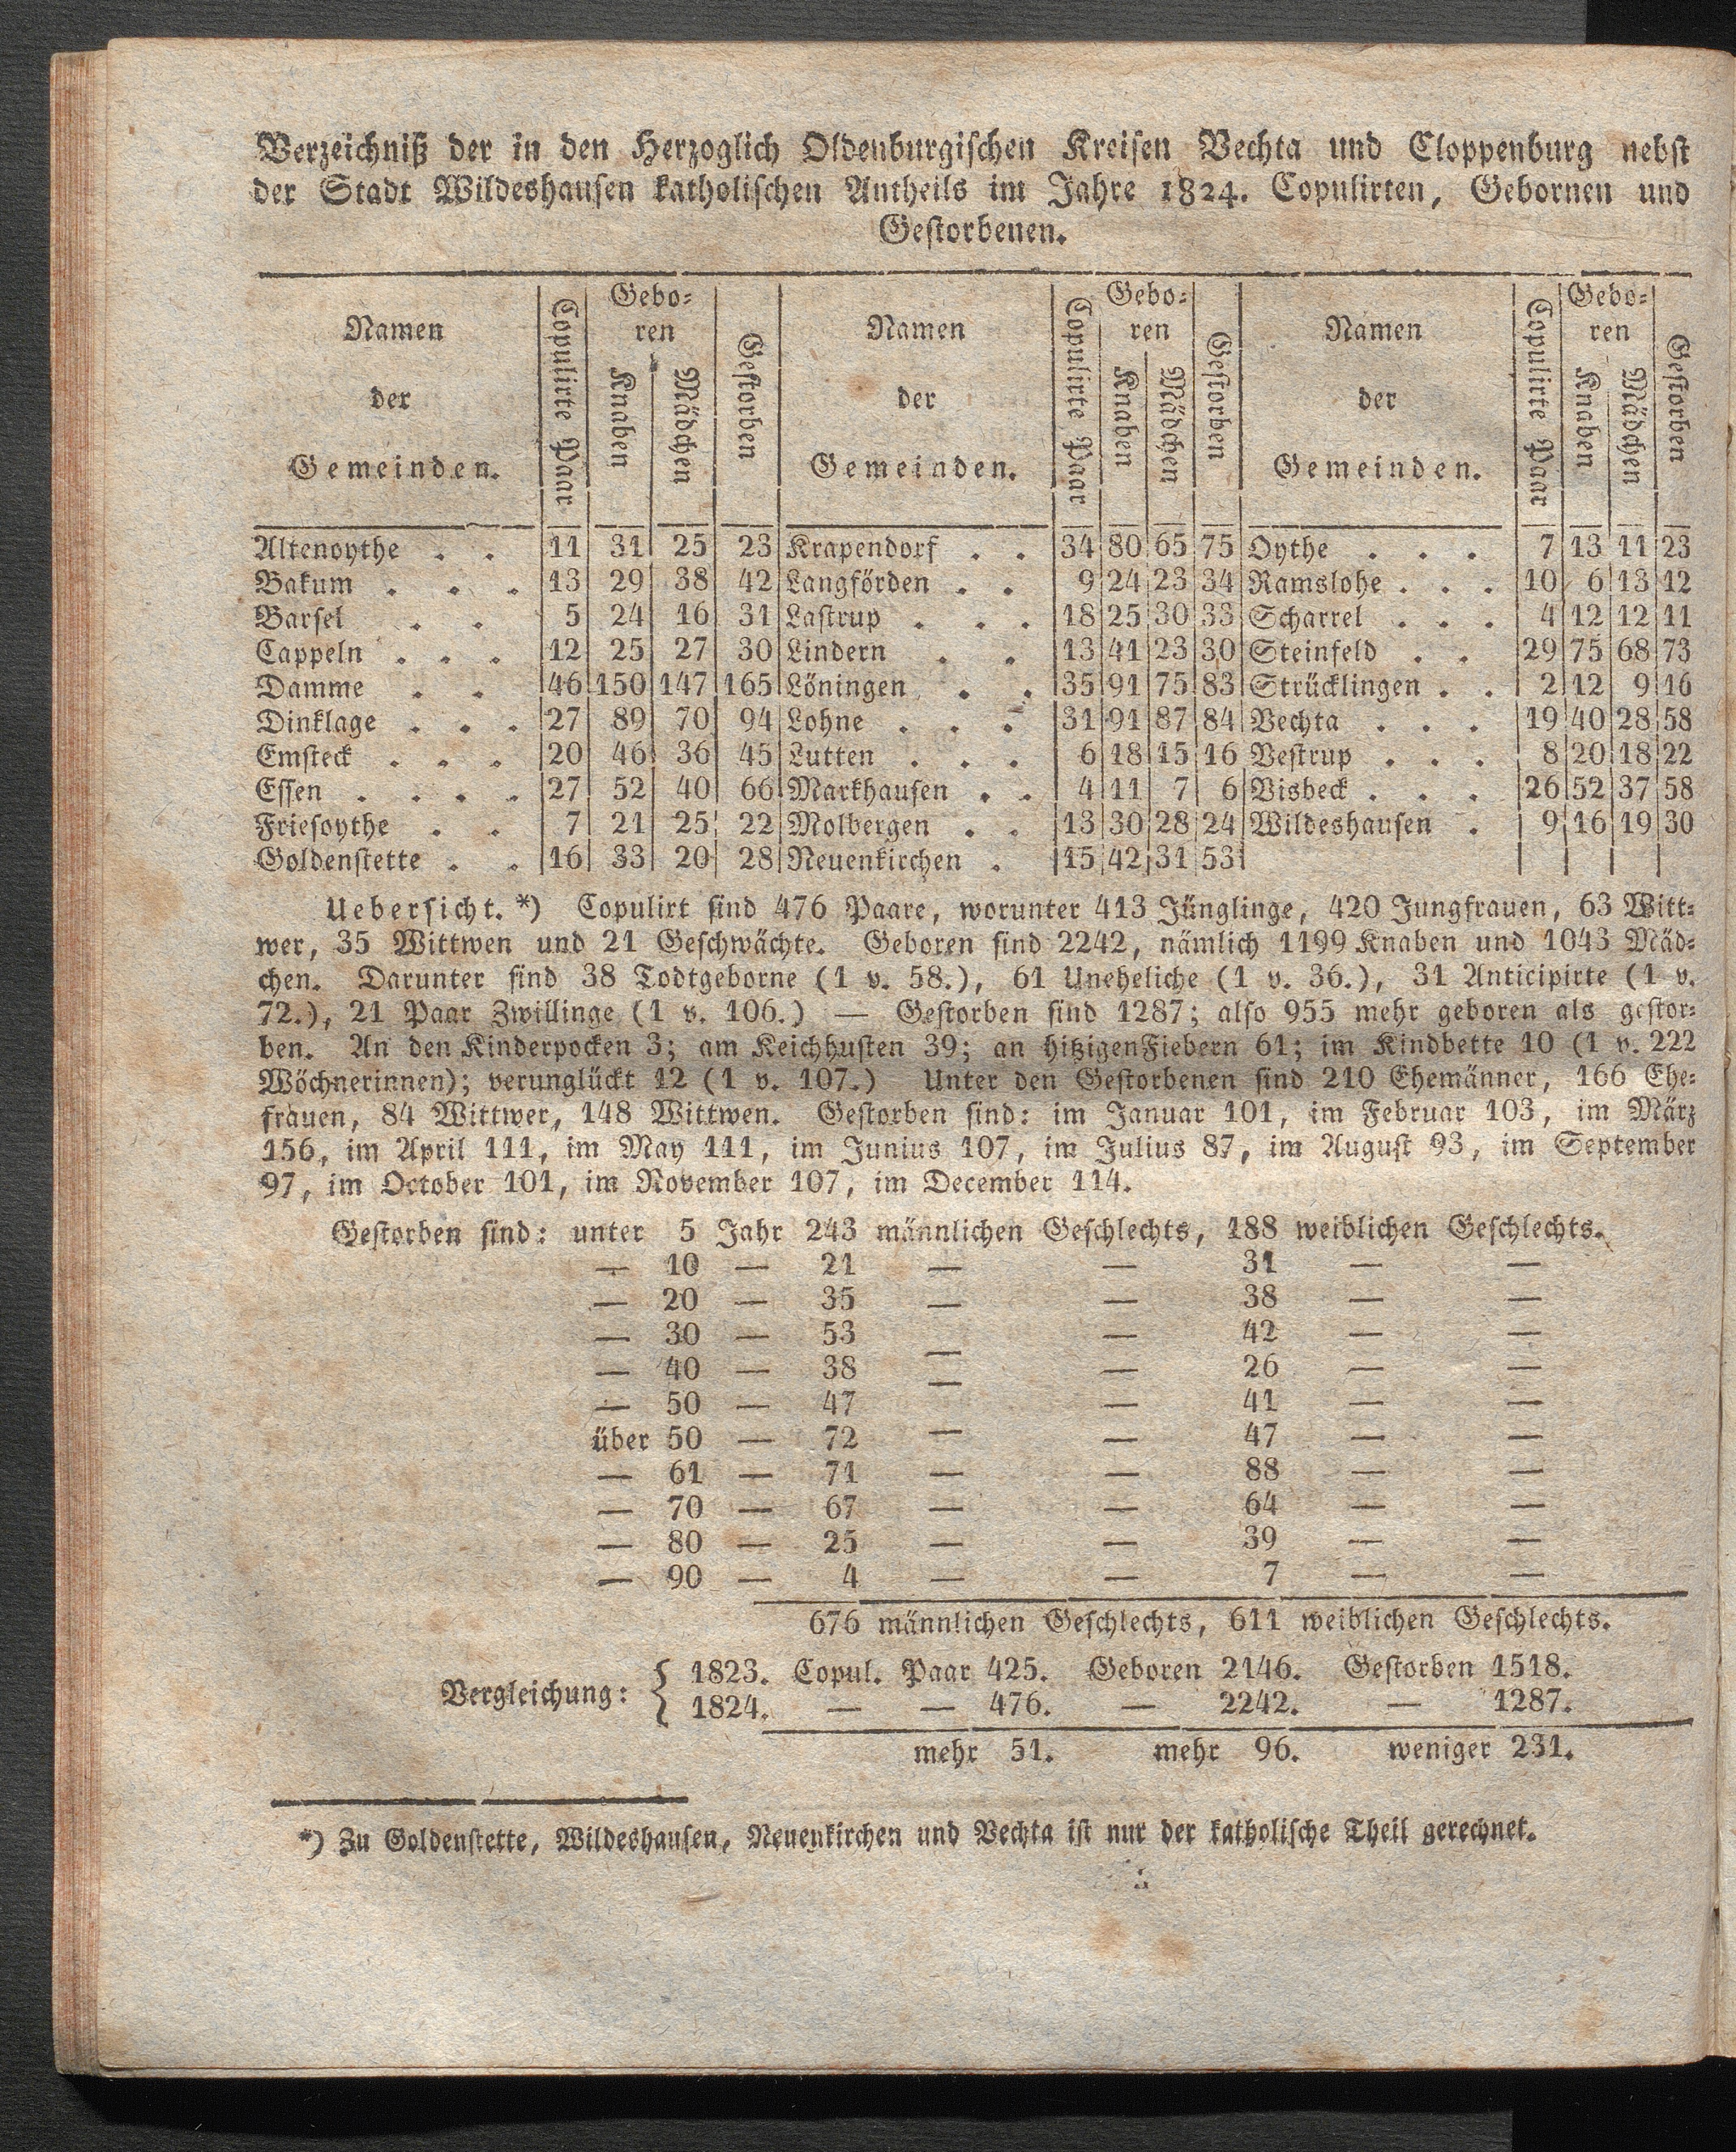 Verzeichniß der in den Herzoglich Oldenburgischen Kreisen Vechta und Cloppenburg nebst
der Stadt Wildeshausen katholischen Antheils im Jahre 1824. Copulirten, Gebornen und
Gestorbenen.
Namen der Gemeinden. Copulirte Paar Gebo- ren Knaben Mädchen Gestorben Namen der Gemeinden. Copulirte Paar Gebo- ren Knaben Mädchen Gestorben Namen der Gemeinden. Copulirte Paar Gebo- ren Knaben Mädchen Gestorben
Altenoythe . . 11 31 25 23 Krapendorf . . 34 80 65 75 Oythe . . . 7 13 11 23
Bakum . . . 13 29 38 42 Langförden . . 9 24 23 34 Ramslohe . . . 10 6 13 12
Barsel . . 5 24 16 31 Lastrup . . . 18 25 30 33 Scharrel . . . 4 12 12 11
Cappeln . . . 12 25 27 30 Lindern . . 13 41 23 30 Steinfeld . . 29 75 68 73
Damme . . 46 150 147 165 Löningen . . 35 91 75 83 Strücklingen . . 2 12 9 16
Dinklage . . . 27 89 70 94 Lohne . . . 31 91 87 84 Vechta . . . 19 40 28 58
Emsteck . . . 20 46 36 45 Lutten . . . 6 18 15 16 Vestrup . . . 8 20 18 22
Essen . . . . 27 52 40 66 Markhausen . . 4 11 7 6 Visbeck . . . 26 52 37 58
Friesoythe . . 7 21 25 22 Molbergen . . 13 30 28 24 Wildeshausen . 9 16 19 30
Goldenstette . . 16 33 20 28 Neuenkirchen . 15 42 31 53
Uebersicht. *) Copulirt sind 476 Paare, worunter 413 Jünglinge, 420 Jungfrauen, 63 Witt-
wer, 35 Wittwen und 21 Geschwächte. Geboren sind 2242, nämlich 1199 Knaben und 1043 Mäd-
chen. Darunter sind 38 Todtgeborne (1 v. 58.), 61 Uneheliche (1 v. 36.), 31 Anticipirte (1 v.
72.), 21 Paar Zwillinge (1 v. 106.) — Gestorben sind 1287; also 955 mehr geboren als gestor-
ben. An den Kinderpocken 3; am Keichhusten 39; an hitzigenFiebern 61; im Kindbette 10 (1 v. 222
Wöchnerinnen); verunglückt 12 (1 v. 107.) Unter den Gestorbenen sind 210 Ehemänner, 166 Ehe-
frauen, 84 Wittwer, 148 Wittwen. Gestorben sind: im Januar 101, im Februar 103, im März
156, im April 111, im May 111, im Junius 107, im Julius 87, im August 93, im September
97, im October 101, im November 107, im December 114.
Gestorben sind: unter 5 Jahr 243 männlichen Geschlechts, 188 weiblichen Geschlechts.
— 10 — 21 — — 31 — —
— 20 — 35 — — 38 — —
— 30 — 53 — — 42 — —
— 40 — 38 — — 26 — —
— 50 — 47 — 41 — —
über 50 — 72 — — 47 — —
— 61 — 71 — — 88 — —
— 70 — 67 — — 64 — —
— 80 — 25 — — 39 — —
— 90 — 4 — — 7 — —
676 männlichen Geschlechts, 611 weiblichen Geschlechts.
Vergleichung: { 1823. Copul. Paar 425. Geboren 2146. Gestorben 1518.
1824. — — 476. — 2242. — 1287.
mehr 51. mehr 96. weniger 231.
*) Zu Goldenstette, Wildeshausen, Neuenkirchen und Vechta ist nur der katholische Theil gerechnet.